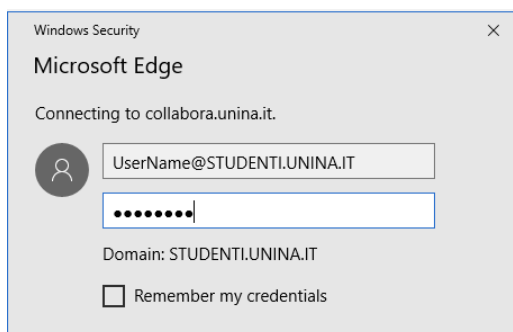 Windows Security
Microsoft Edge
Connecting to collabora.unina.it.
UserName@STUDENTI.UNINA.IT
••••••••
Domain: STUDENTI.UNINA.IT
Remember my credentials